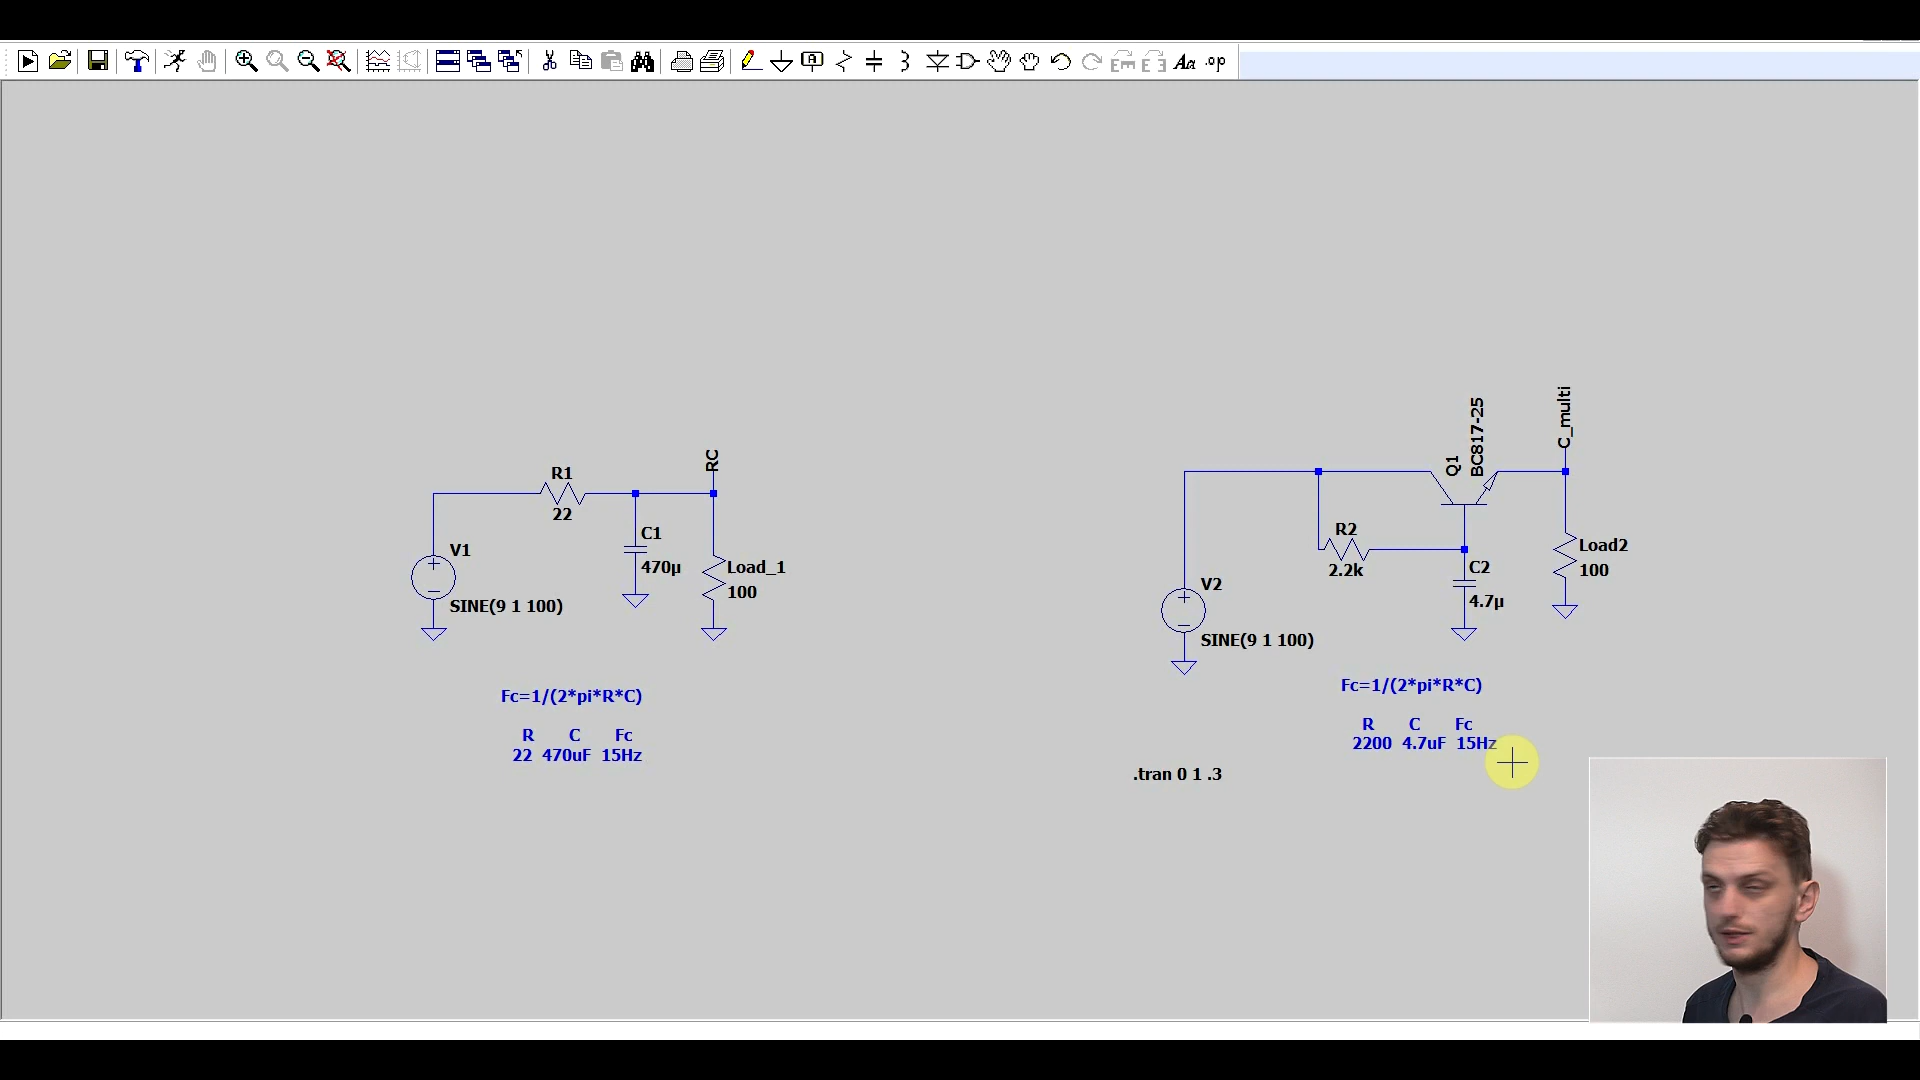 Aa .op
RC
R1
22
C1
470µ
V1
Load_1
100
SINE(9 1 100)
Fc=1/(2*pi*R*C)
R C Fc
22 470uF 15Hz
C_multi
Q1
BC817-25
R2
2.2k
C2
4.7µ
Load2
100
V2
SINE(9 1 100)
Fc=1/(2*pi*R*C)
R C Fc
2200 4.7uF 15Hz
.tran 0 1 .3